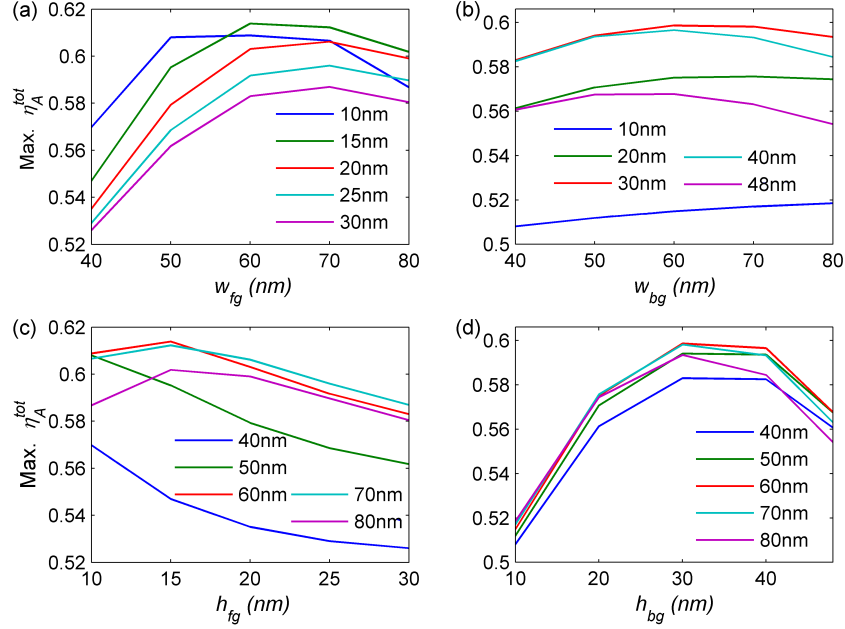 (a)
0.62
0.6
0.58
0.56
0.54
0.52
Max. η_A^tot
10nm
15nm
20nm
25nm
30nm
40 50 60 70 80
w_fg (nm)
(b)
0.6
0.58
0.56
0.54
0.52
0.5
10nm
20nm 40nm
30nm 48nm
40 50 60 70 80
w_bg (nm)
(c)
0.62
0.6
0.58
0.56
0.54
0.52
Max. η_A^tot
40nm
50nm
60nm 70nm
80nm
10 15 20 25 30
h_fg (nm)
(d)
0.6
0.58
0.56
0.54
0.52
0.5
40nm
50nm
60nm
70nm
80nm
10 20 30 40
h_bg (nm)